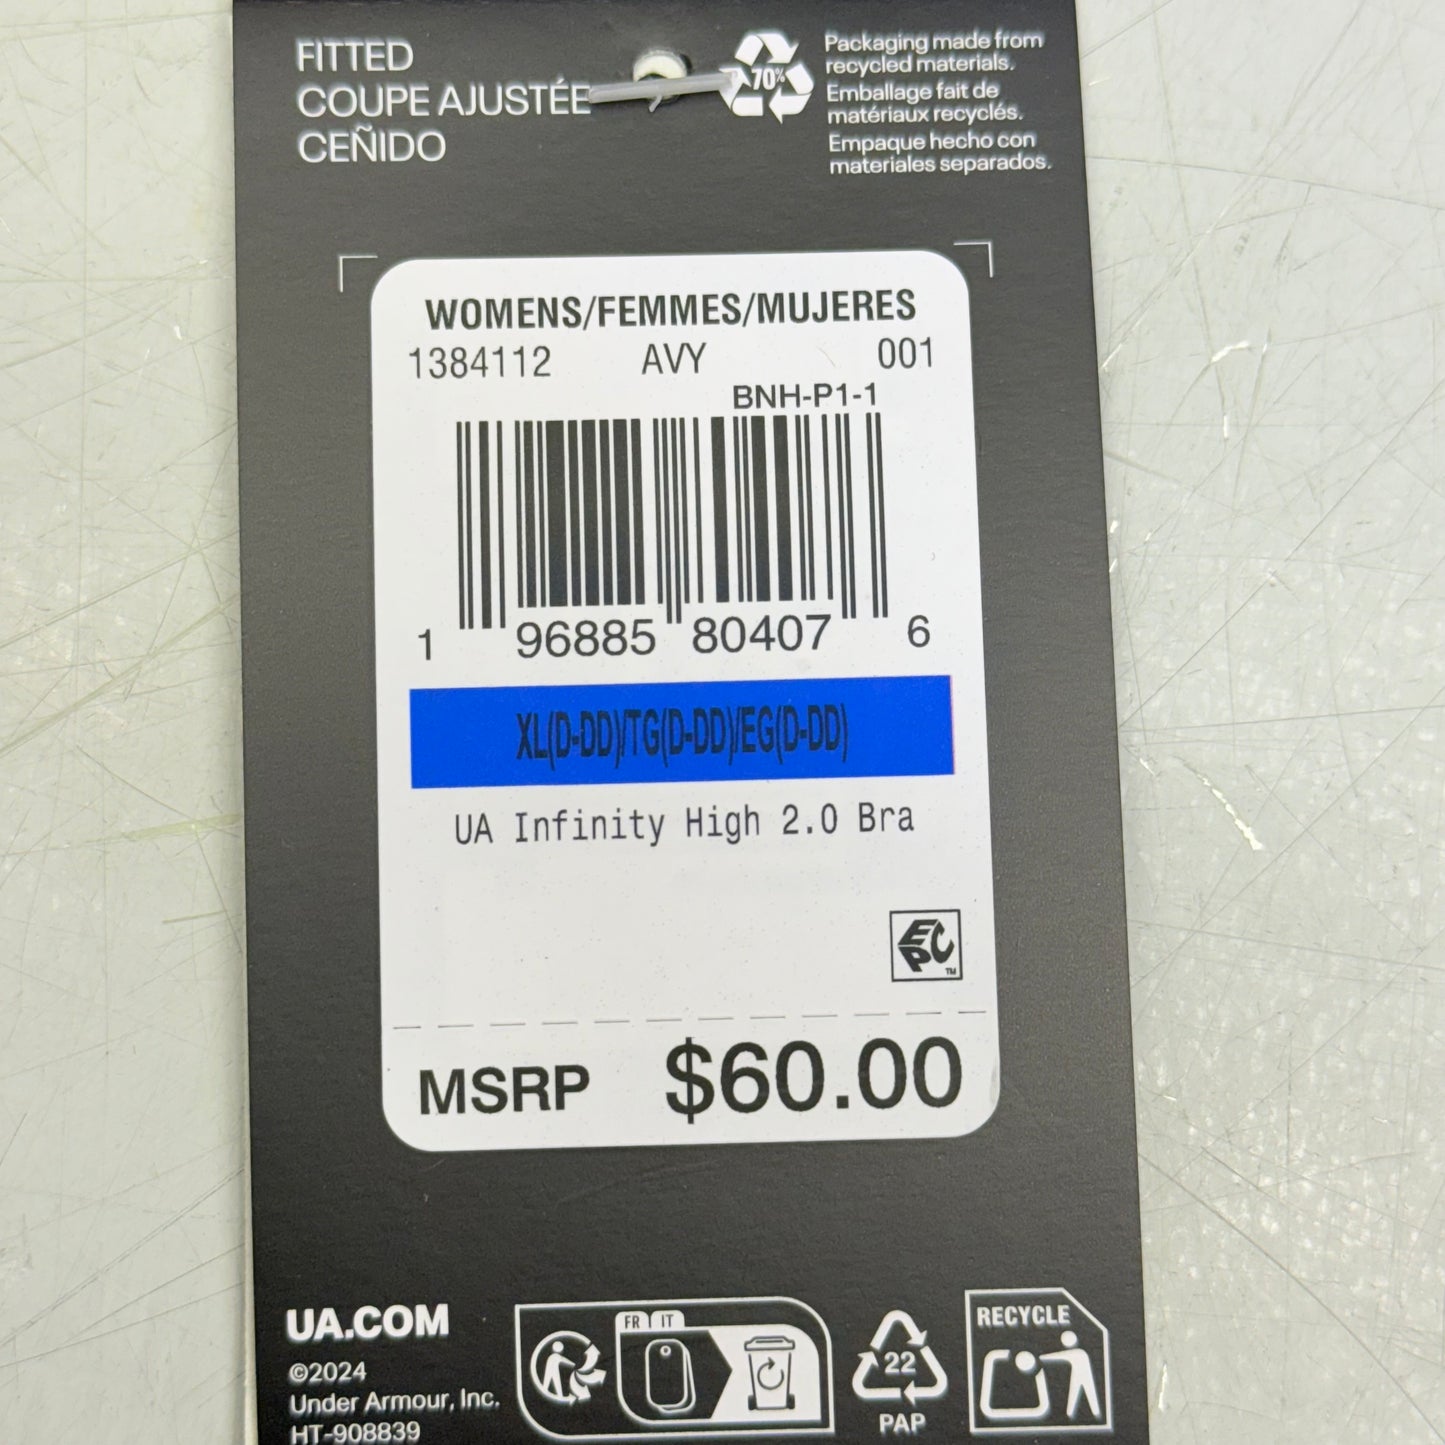 FITTED
COUPE AJUSTÉE
CEÑIDO
70%
Packaging made from
recycled materials.
Emballage fait de
matériaux recyclés.
Empaque hecho con
materiales separados.
WOMENS/FEMMES/MUJERES
1384112 AVY 001
BNH-P1-1
1 96885 80407 6
XL(D-DD)/TG(D-DD)/EG(D-DD)
UA Infinity High 2.0 Bra
EPC TM
MSRP $60.00
UA.COM
©2024
Under Armour, Inc.
HT-908839
FR IT
22
PAP
RECYCLE